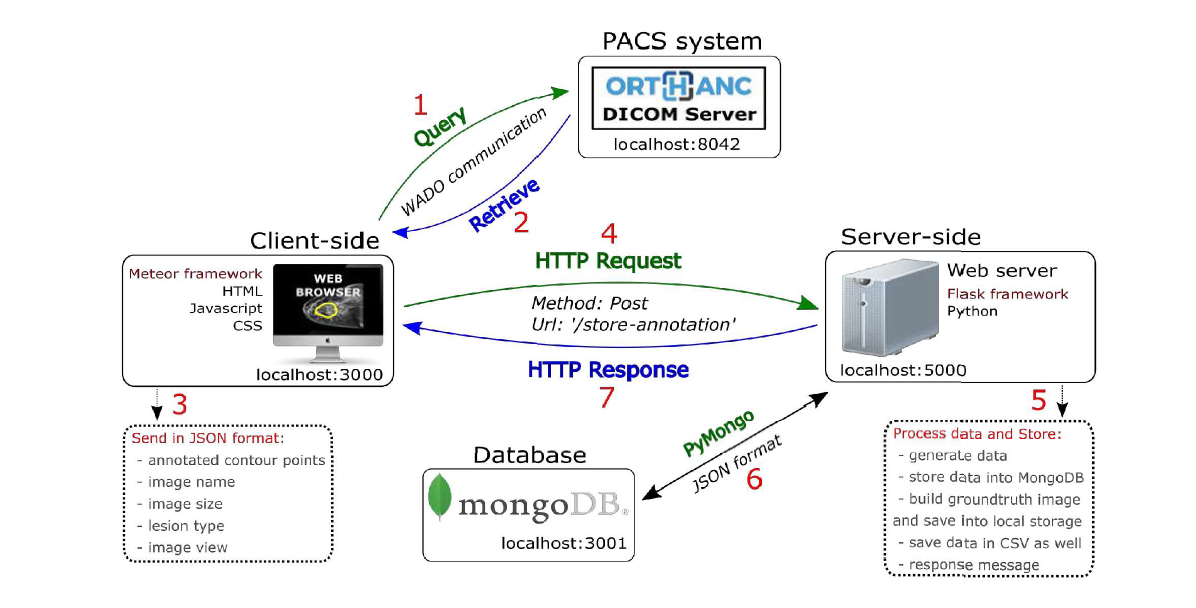 PACS system
ORTHANC
DICOM Server
localhost:8042
1
Query
WADO communication
Retrieve
2
Client-side
Meteor framework
HTML
Javascript
CSS
WEB
BROWSER
localhost:3000
4
HTTP Request
Method: Post
Url: '/store-annotation'
HTTP Response
7
Server-side
Web server
Flask framework
Python
localhost:5000
3
Send in JSON format:
- annotated contour points
- image name
- image size
- lesion type
- image view
Database
mongoDB®
localhost:3001
PyMongo
JSON format
6
5
Process data and Store:
- generate data
- store data into MongoDB
- build groundtruth image
and save into local storage
- save data in CSV as well
- response message